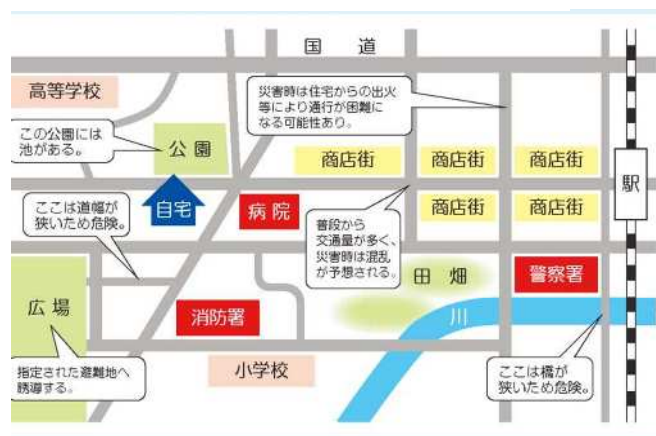 国道
高等学校
災害時は住宅からの出火
等により通行が困難に
なる可能性あり。
この公園には
池がある。
公園
商店街
商店街
商店街
駅
ここは道幅が
狭いため危険。
自宅
病院
商店街
商店街
普段から
交通量が多く、
災害時は混乱
が予想される。
田畑
警察署
広場
消防署
川
指定された避難地へ
誘導する。
小学校
ここは橋が
狭いため危険。